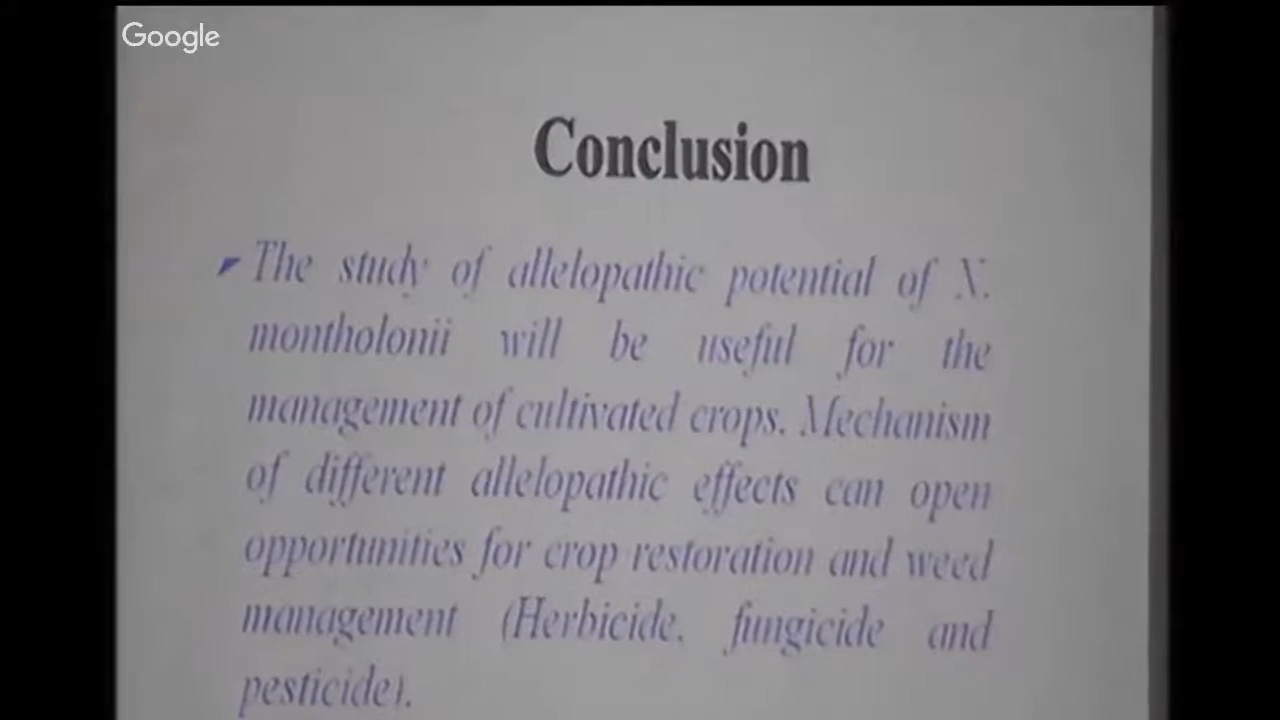 Google
Conclusion
The study of allelopathic potential of X.
montholonii will be useful for the
management of cultivated crops. Mechanism
of different allelopathic effects can open
opportunities for crop restoration and weed
management (Herbicide, fungicide and
pesticide).